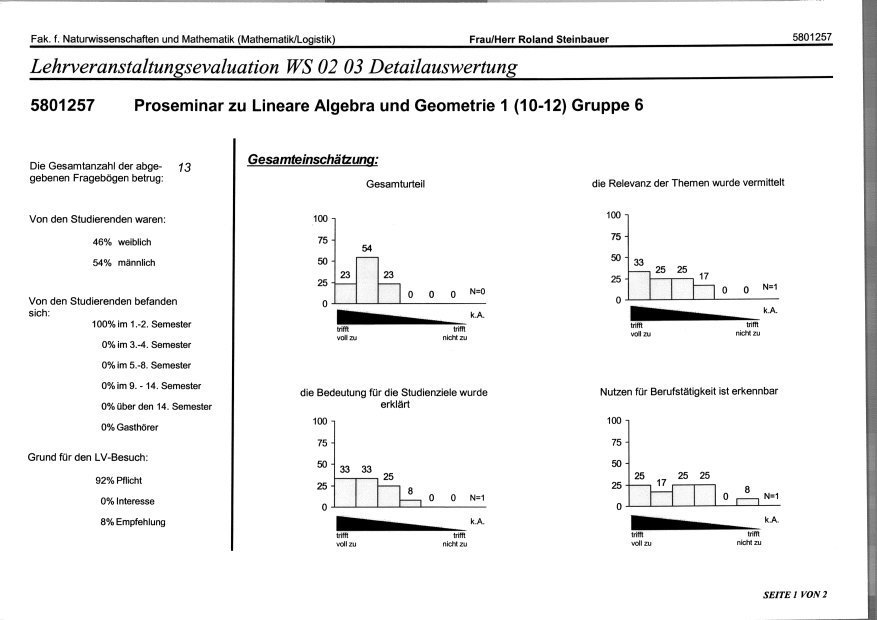 Fak. f. Naturwissenschaften und Mathematik (Mathematik/Logistik) Frau/Herr Roland Steinbauer 5801257
Lehrveranstaltungsevaluation WS 02 03 Detailauswertung
5801257 Proseminar zu Lineare Algebra und Geometrie 1 (10-12) Gruppe 6
Die Gesamtanzahl der abge- 13
gebenen Fragebögen betrug:
Von den Studierenden waren:
46% weiblich
54% männlich
Von den Studierenden befanden
sich:
100% im 1.-2. Semester
0% im 3.-4. Semester
0% im 5.-8. Semester
0% im 9. - 14. Semester
0% über den 14. Semester
0% Gasthörer
Grund für den LV-Besuch:
92% Pflicht
0% Interesse
8% Empfehlung
Gesamteinschätzung:
Gesamturteil
100
75
50
25
0
23 54 23 0 0 0 N=0
k.A.
trifft trifft
voll zu nicht zu
die Relevanz der Themen wurde vermittelt
100
75
50
25
0
33 25 25 17 0 0 N=1
k.A.
trifft trifft
voll zu nicht zu
die Bedeutung für die Studienziele wurde
erklärt
100
75
50
25
0
33 33 25 8 0 0 N=1
k.A.
trifft trifft
voll zu nicht zu
Nutzen für Berufstätigkeit ist erkennbar
100
75
50
25
0
25 17 25 25 0 8 N=1
k.A.
trifft trifft
voll zu nicht zu
SEITE 1 VON 2